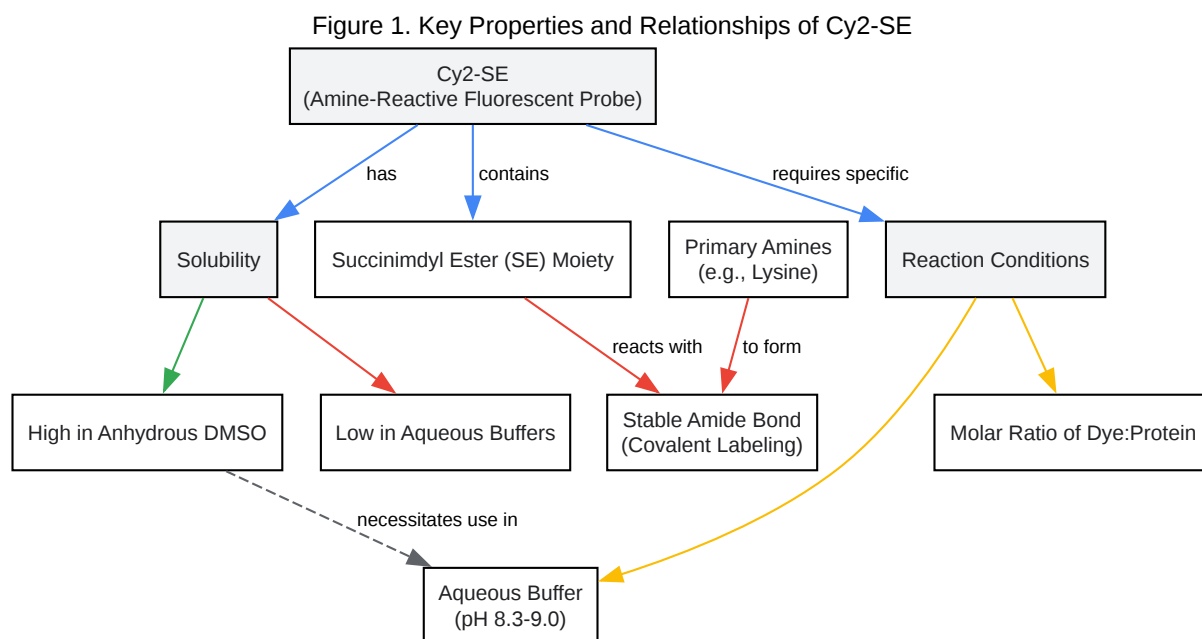 Figure 1. Key Properties and Relationships of Cy2-SE
Cy2-SE
(Amine-Reactive Fluorescent Probe)
has
contains
requires specific
Solubility
Succinimdyl Ester (SE) Moiety
Primary Amines
(e.g., Lysine)
Reaction Conditions
reacts with
to form
High in Anhydrous DMSO
Low in Aqueous Buffers
Stable Amide Bond
(Covalent Labeling)
Molar Ratio of Dye:Protein
necessitates use in
Aqueous Buffer
(pH 8.3-9.0)